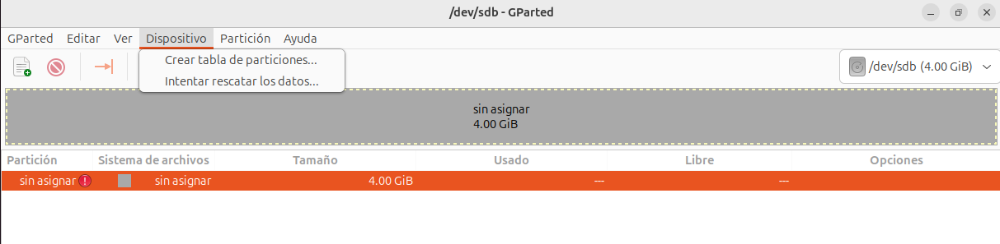 /dev/sdb - GParted
GParted Editar Ver Dispositivo Partición Ayuda
Crear tabla de particiones...
Intentar rescatar los datos...
/dev/sdb (4.00 GiB)
sin asignar
4.00 GiB
Partición Sistema de archivos Tamaño Usado Libre Opciones
sin asignar sin asignar 4.00 GiB --- ---